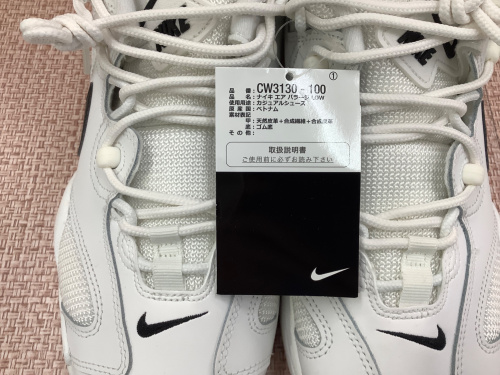 ①
品 番 : CW3130 - 100
品 名 : ナイキ エア バラージ LOW
使用用途 : カジュアルシューズ
原 産 国 : ベトナム
素材表記
甲 : 天然皮革+合成繊維+合成皮革
底 : ゴム底
そ の 他 :
取扱説明書
ご使用前に必ずお読み下さい